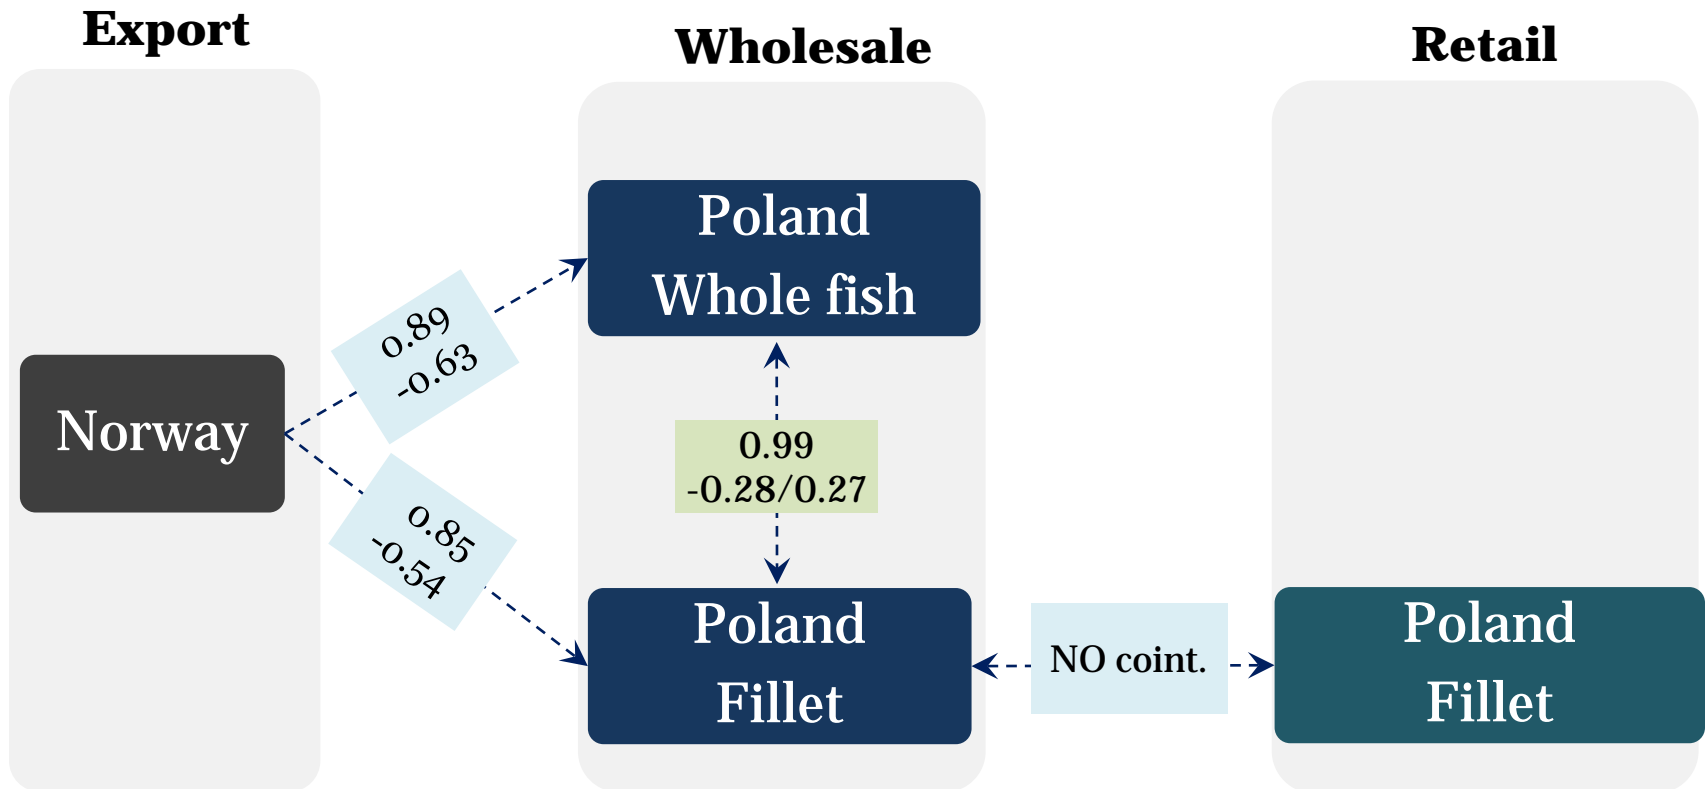 Export
Wholesale
Retail
Poland
Whole fish
0.89
-0.63
Norway
0.99
-0.28/0.27
0.85
-0.54
Poland
Fillet
NO coint.
Poland
Fillet